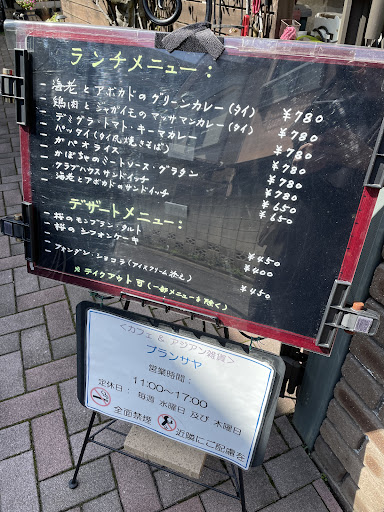 ランチメニュー:
- 海老とアボカドのグリーンカレー(タイ) ¥780
- 鶏肉とジャガイモのマッサマンカレー(タイ) ¥780
- デミグラ・トマト・キーマカレー ¥780
- パッタイ(タイ風焼きそば) ¥780
- ガパオライス ¥780
- かぼちゃのミートソース・グラタン ¥780
- クラブハウスサンドイッチ ¥650
- 海老とアボカドのサンドイッチ ¥650
デザートメニュー:
- 桜のモンブラン・タルト ¥450
- 桜のシフォンケーキ ¥400
- フォンダン・ショコラ(アイスクリーム添え) ¥450
※テイクアウト可(一部メニューを除く)
<カフェ & アジアン雑貨>
ブランサヤ
営業時間:
11:00~17:00
定休日: 毎週 水曜日 及び 木曜日
全面禁煙 近隣にご配慮を